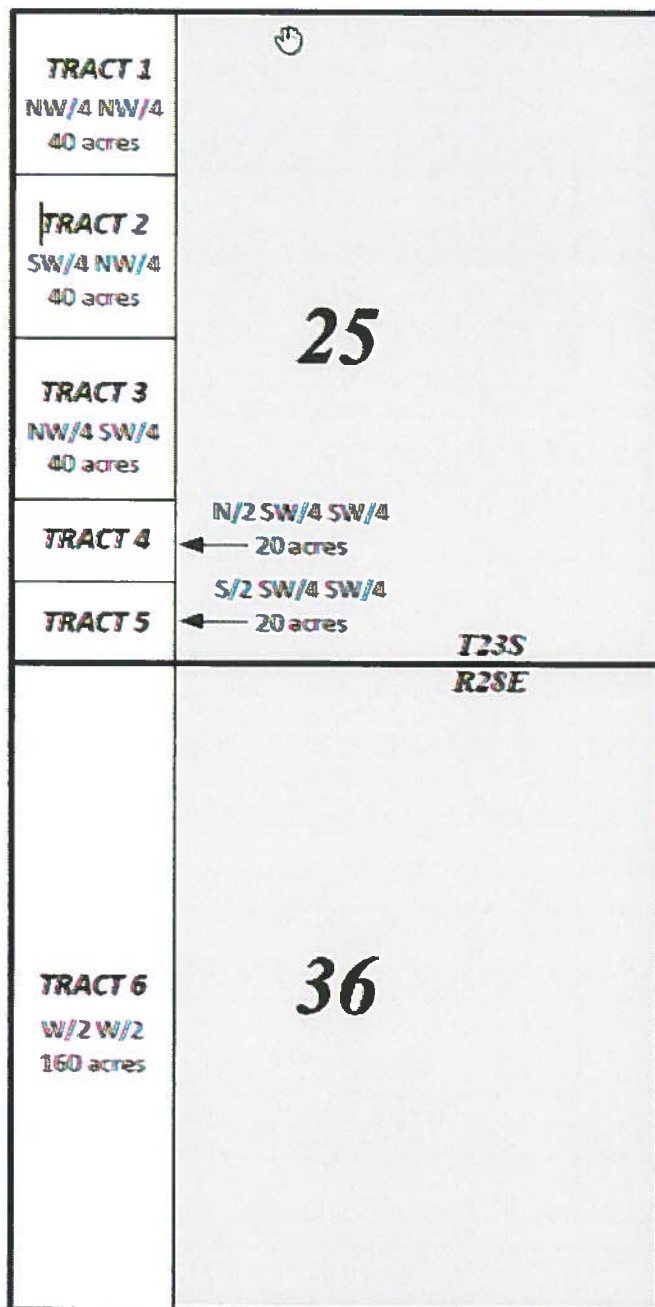 TRACT 1
NW/4 NW/4
40 acres
TRACT 2
SW/4 NW/4
40 acres
25
TRACT 3
NW/4 SW/4
40 acres
N/2 SW/4 SW/4
TRACT 4
20 acres
S/2 SW/4 SW/4
TRACT 5
20 acres
T23S
R28E
TRACT 6
W/2 W/2
160 acres
36